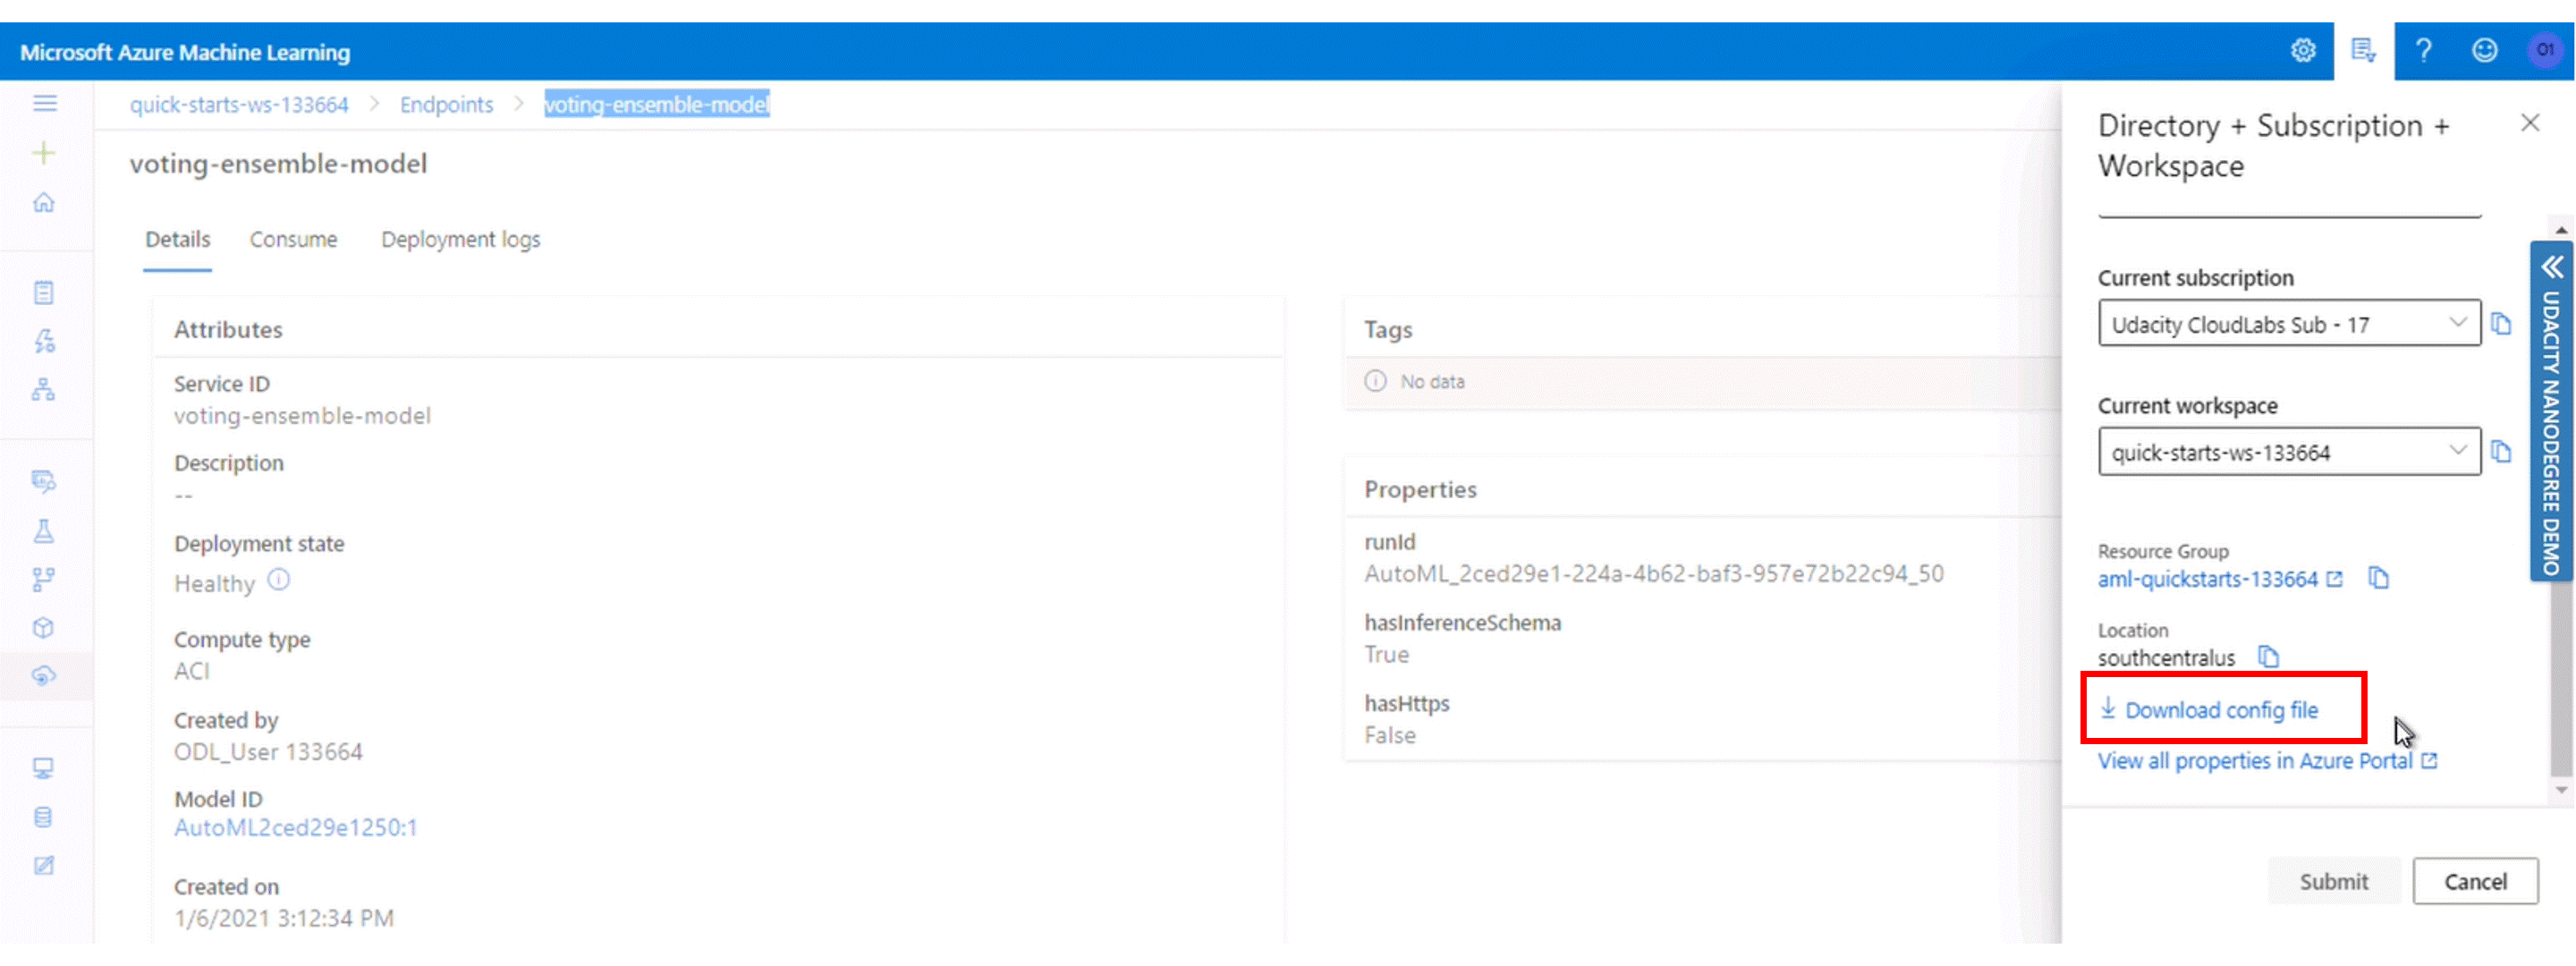 Microsoft Azure Machine Learning
?
O1
quick-starts-ws-133664 > Endpoints > voting-ensemble-model
voting-ensemble-model
Details Consume Deployment logs
Attributes
Service ID
voting-ensemble-model
Description
--
Deployment state
Healthy
Compute type
ACI
Created by
ODL_User 133664
Model ID
AutoML2ced29e1250:1
Created on
1/6/2021 3:12:34 PM
Tags
No data
Properties
runId
AutoML_2ced29e1-224a-4b62-baf3-957e72b22c94_50
hasInferenceSchema
True
hasHttps
False
Directory + Subscription +
Workspace
Current subscription
Udacity CloudLabs Sub - 17
Current workspace
quick-starts-ws-133664
Resource Group
aml-quickstarts-133664
Location
southcentralus
Download config file
View all properties in Azure Portal
Submit Cancel
UDACITY NANODEGREE DEMO